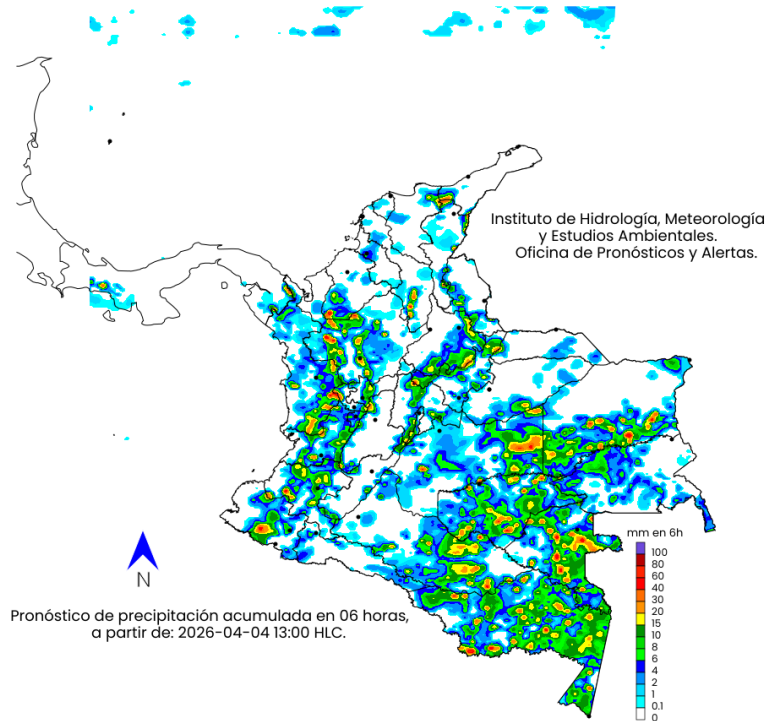 Instituto de Hidrología, Meteorología
y Estudios Ambientales.
Oficina de Pronósticos y Alertas.
mm en 6h
100
80
60
40
30
20
15
10
8
6
4
2
1
0.1
0
N
Pronóstico de precipitación acumulada en 06 horas,
a partir de: 2026-04-04 13:00 HLC.